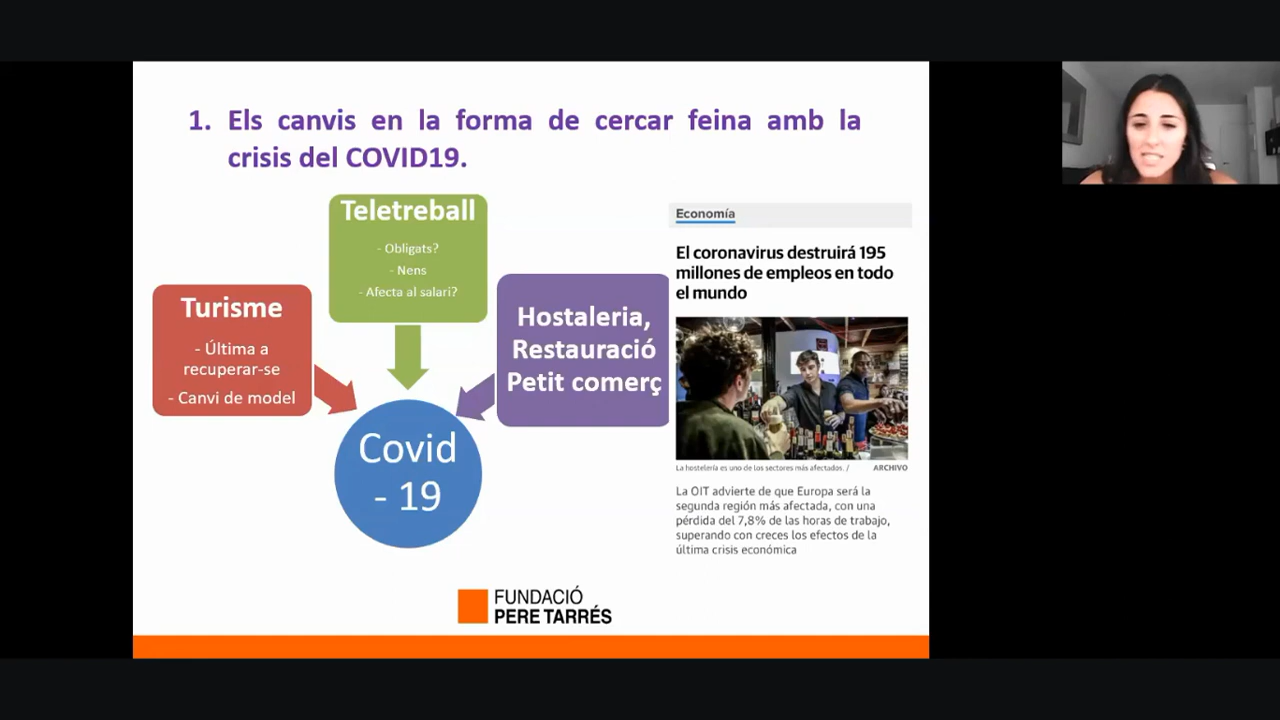 1. Els canvis en la forma de cercar feina amb la
crisis del COVID19.
Teletreball
- Obligats?
- Nens
- Afecta al salari?
Turisme
- Última a
recuperar-se
- Canvi de model
Hostaleria,
Restauració
Petit comerç
Covid
- 19
Economía
El coronavirus destruirá 195
millones de empleos en todo
el mundo
La hostelería es uno de los sectores más afectados. / ARCHIVO
La OIT advierte de que Europa será la
segunda región más afectada, con una
pérdida del 7,8% de las horas de trabajo,
superando con creces los efectos de la
última crisis económica
FUNDACIÓ
PERE TARRÉS